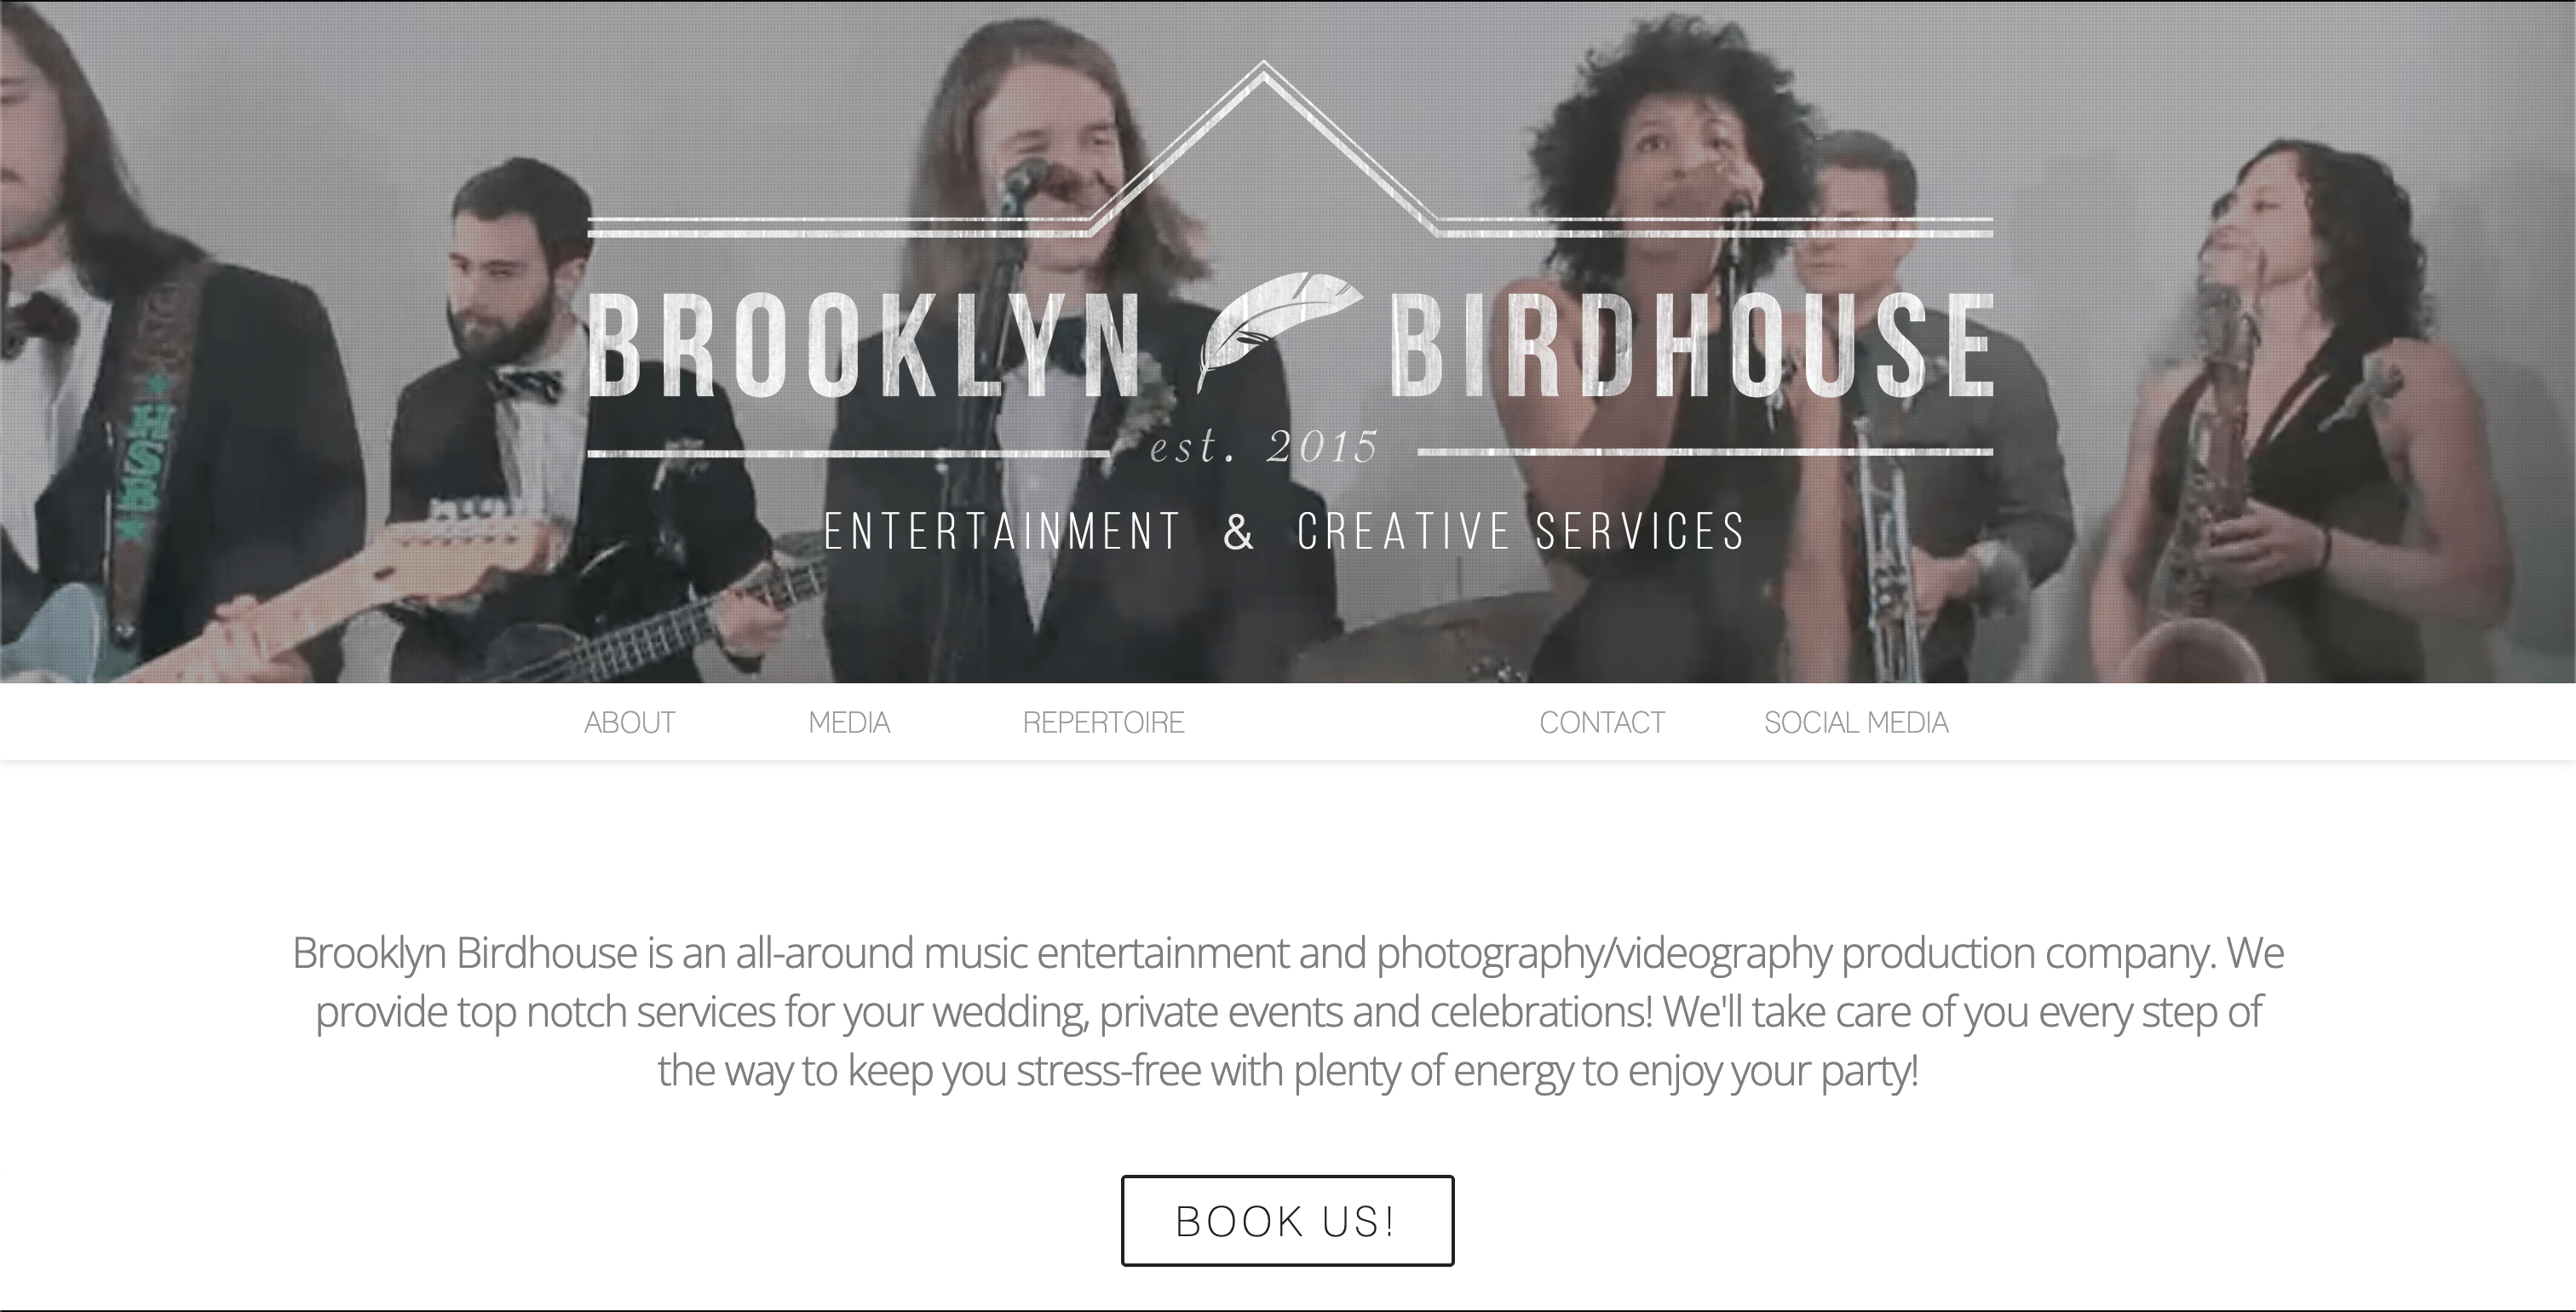 BROOKLYN BIRDHOUSE
est. 2015
ENTERTAINMENT & CREATIVE SERVICES
BUSH
ABOUT MEDIA REPERTOIRE CONTACT SOCIAL MEDIA
Brooklyn Birdhouse is an all-around music entertainment and photography/videography production company. We
provide top notch services for your wedding, private events and celebrations! We'll take care of you every step of
the way to keep you stress-free with plenty of energy to enjoy your party!
BOOK US!